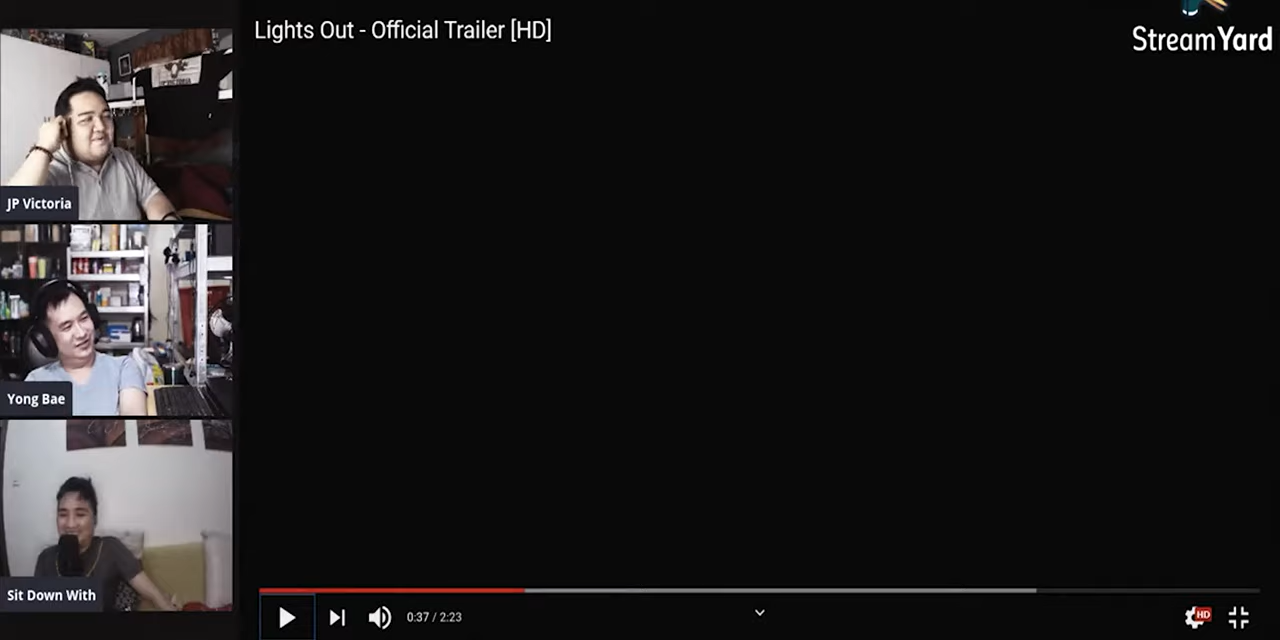 Lights Out - Official Trailer [HD]
StreamYard
JP Victoria
Yong Bae
Sit Down With
0:37 / 2:23
HD